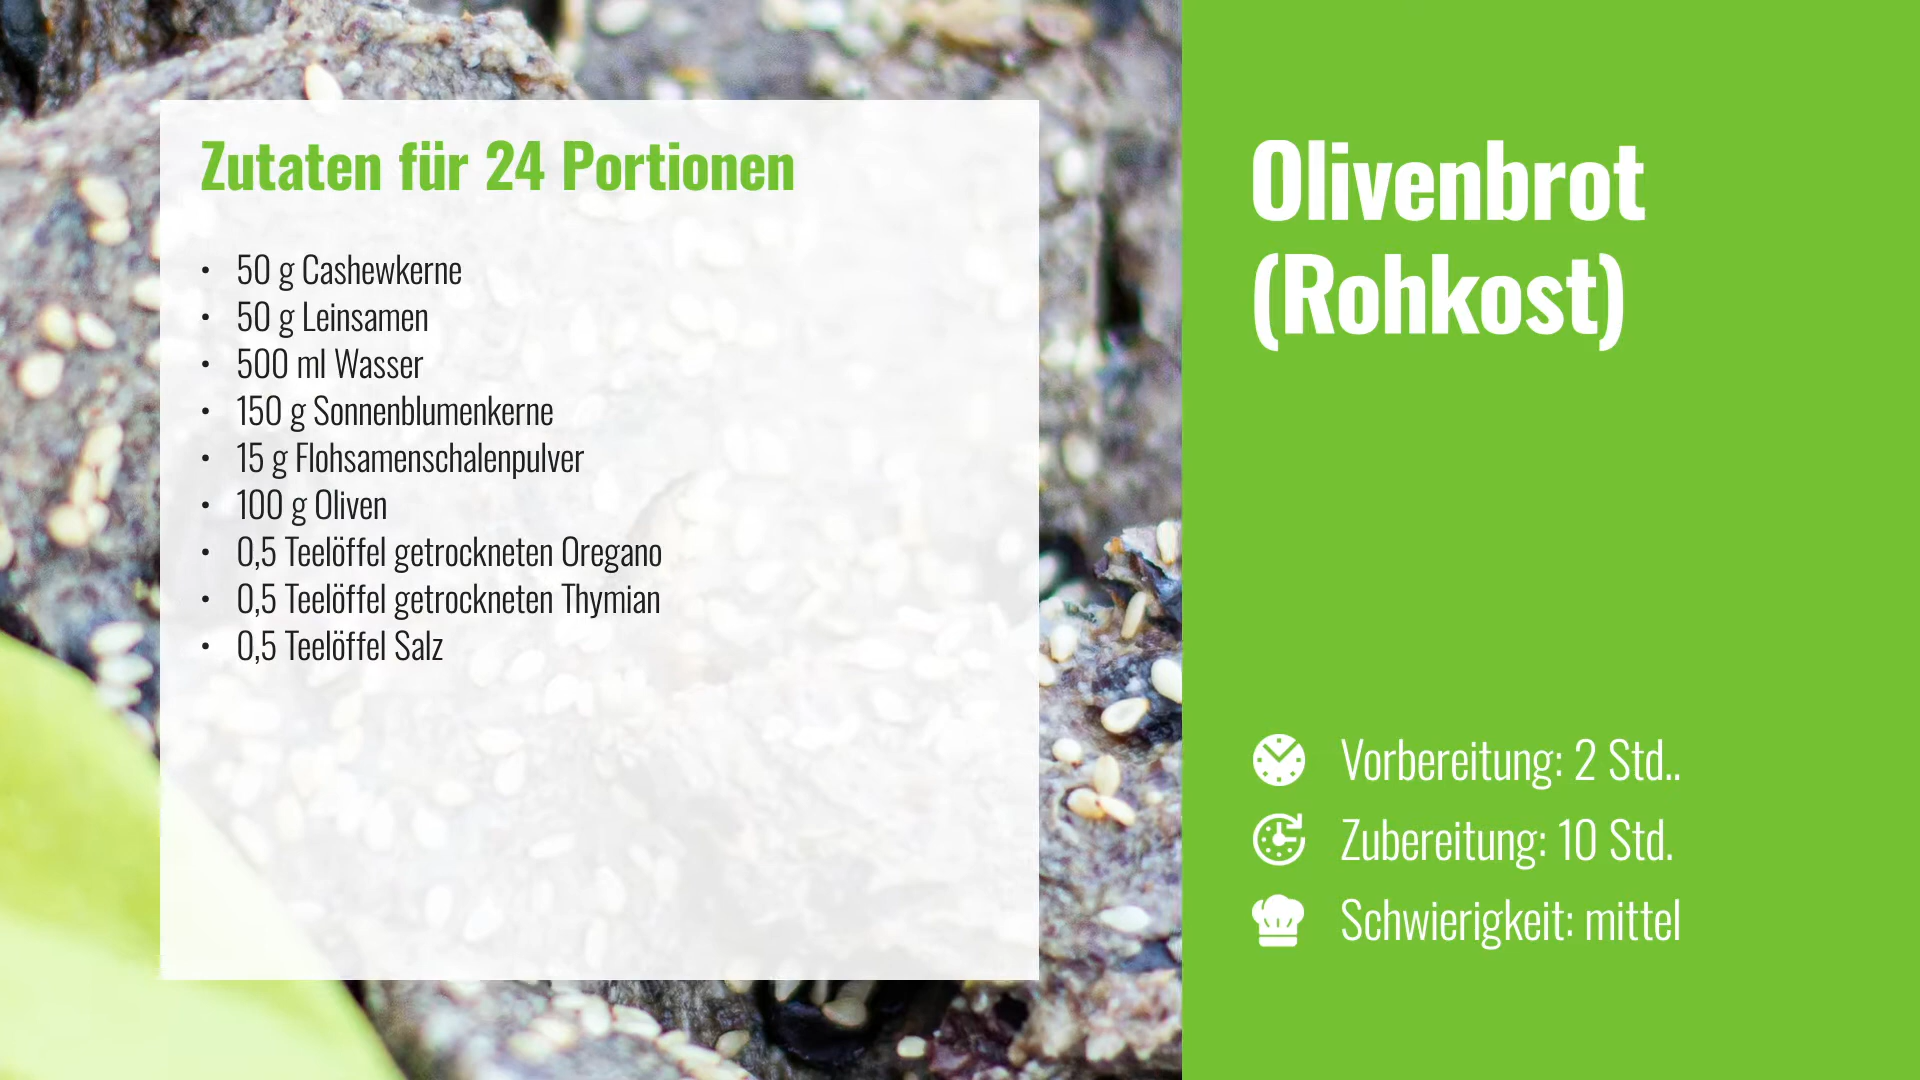 Zutaten für 24 Portionen
• 50 g Cashewkerne
• 50 g Leinsamen
• 500 ml Wasser
• 150 g Sonnenblumenkerne
• 15 g Flohsamenschalenpulver
• 100 g Oliven
• 0,5 Teelöffel getrockneten Oregano
• 0,5 Teelöffel getrockneten Thymian
• 0,5 Teelöffel Salz
Olivenbrot
(Rohkost)
Vorbereitung: 2 Std..
Zubereitung: 10 Std.
Schwierigkeit: mittel